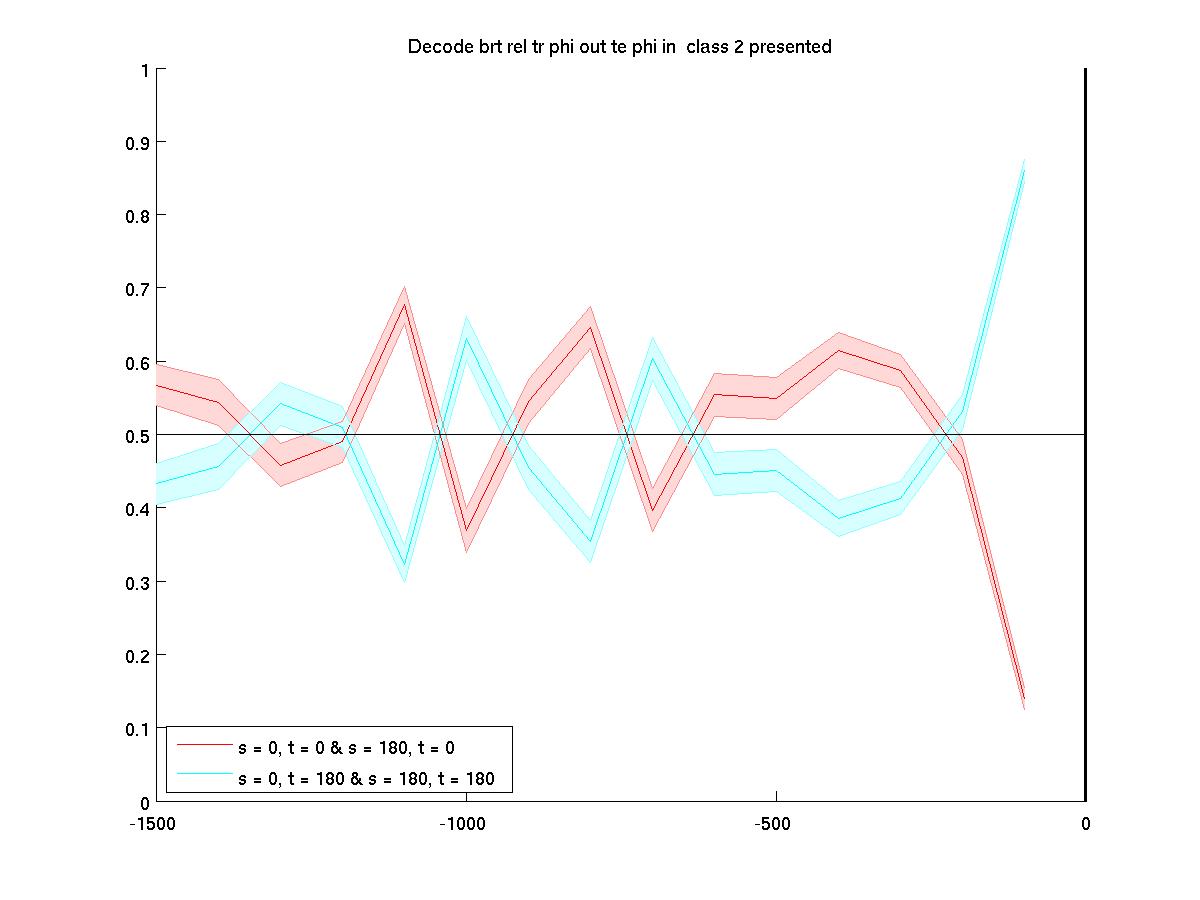 Decode brt rel tr phi out te phi in  class 2 presented
1
0.9
0.8
0.7
0.6
0.5
0.4
0.3
0.2
0.1
0
s = 0, t = 0 & s = 180, t = 0
s = 0, t = 180 & s = 180, t = 180
-1500 -1000 -500 0